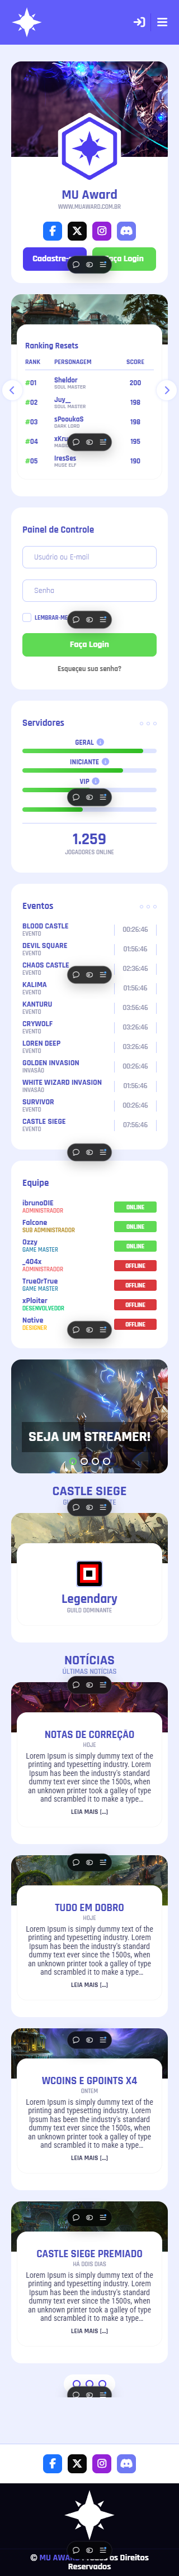 MU Award
WWW.MUAWARD.COM.BR
Cadastre-
Faça Login
Ranking Resets
RANK PERSONAGEM SCORE
#01 Sheldor 200
SOUL MASTER
#02 Juy__ 198
SOUL MASTER
#03 sPooukaS 198
DARK LORD
#04 195
#05 IresSes 190
MUSE ELF
Painel de Controle
Usuário ou E-mail
Senha
LEMBRAR-ME
Faça Login
Esqueçeu sua senha?
Servidores
GERAL
INICIANTE
VIP
1.259
JOGADORES ONLINE
Eventos
BLOOD CASTLE 00:26:46
EVENTO
DEVIL SQUARE 01:56:46
EVENTO
CHAOS CASTLE 02:36:46
EVENTO
KALIMA 01:56:46
EVENTO
KANTURU 03:56:46
EVENTO
CRYWOLF 03:26:46
EVENTO
LOREN DEEP 03:26:46
EVENTO
GOLDEN INVASION 00:26:46
INVASÃO
WHITE WIZARD INVASION 01:56:46
INVASÃO
SURVIVOR 00:26:46
EVENTO
CASTLE SIEGE 07:56:46
EVENTO
Equipe
ibrunoDIE ONLINE
ADMINISTRADOR
Falcone ONLINE
SUB ADMINISTRADOR
Ozzy ONLINE
GAME MASTER
_404x OFFLINE
ADMINISTRADOR
TrueOrTrue OFFLINE
GAME MASTER
xPloiter OFFLINE
DESENVOLVEDOR
Native OFFLINE
DESIGNER
SEJA UM STREAMER!
CASTLE SIEGE
Legendary
GUILD DOMINANTE
NOTÍCIAS
ÚLTIMAS NOTÍCIAS
NOTAS DE CORREÇÃO
HOJE
Lorem Ipsum is simply dummy text of the
printing and typesetting industry. Lorem
Ipsum has been the industry's standard
dummy text ever since the 1500s, when
an unknown printer took a galley of type
and scrambled it to make a type…
LEIA MAIS [...]
TUDO EM DOBRO
HOJE
Lorem Ipsum is simply dummy text of the
printing and typesetting industry. Lorem
Ipsum has been the industry's standard
dummy text ever since the 1500s, when
an unknown printer took a galley of type
and scrambled it to make a type…
LEIA MAIS [...]
WCOINS E GPOINTS X4
ONTEM
Lorem Ipsum is simply dummy text of the
printing and typesetting industry. Lorem
Ipsum has been the industry's standard
dummy text ever since the 1500s, when
an unknown printer took a galley of type
and scrambled it to make a type…
LEIA MAIS [...]
CASTLE SIEGE PREMIADO
HÁ DOIS DIAS
Lorem Ipsum is simply dummy text of the
printing and typesetting industry. Lorem
Ipsum has been the industry's standard
dummy text ever since the 1500s, when
an unknown printer took a galley of type
and scrambled it to make a type…
LEIA MAIS [...]
© MU AWA os Direitos
Reservados